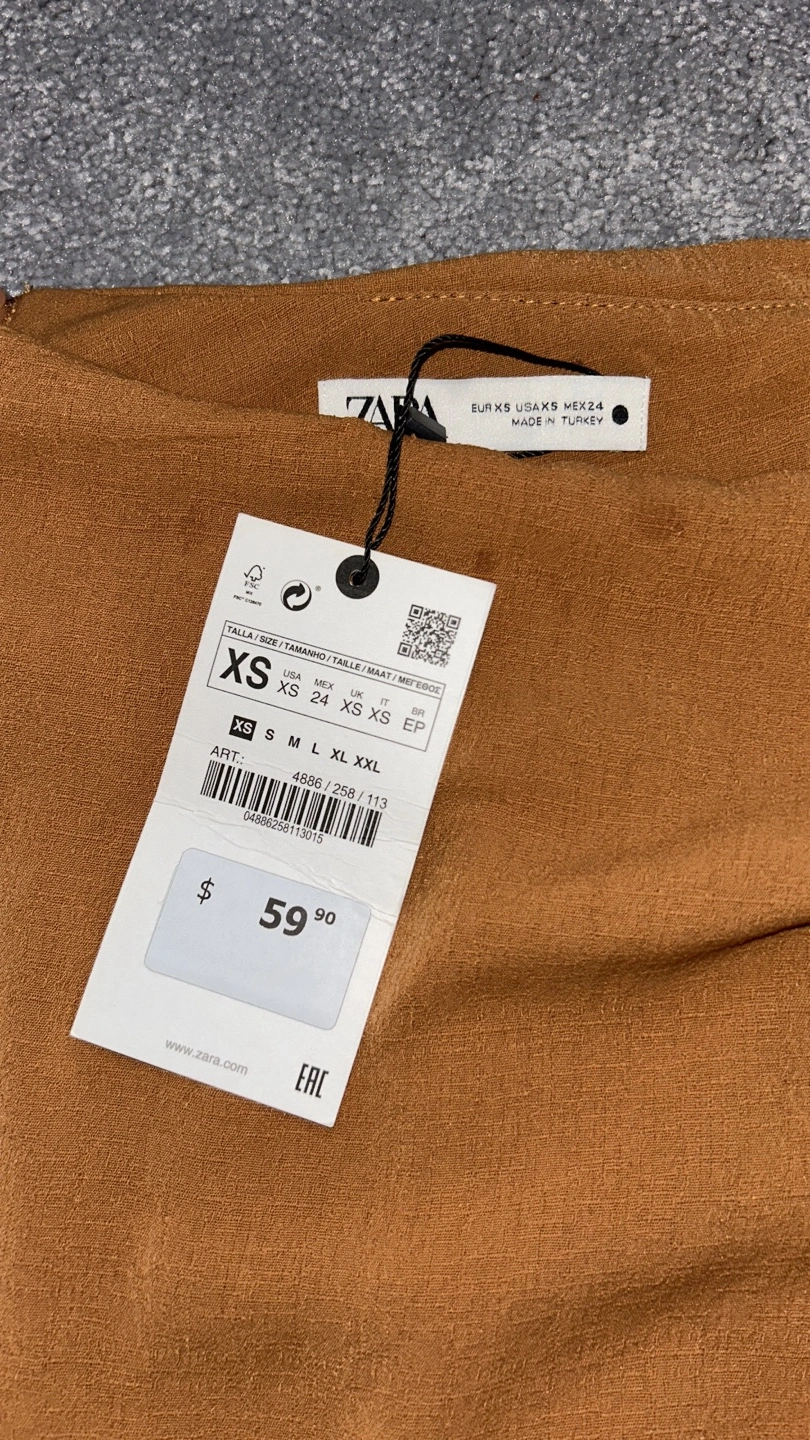 ZARA
EUR XS USA XS MEX 24
MADE IN TURKEY
FSC
MIX
®
TALLA / SIZE / TAMANHO / TAILLE / MAAT / ΜΕΓΕΘΟΣ
XS
USA XS
MEX 24
UK XS
IT XS
BR EP
XS S M L XL XXL
ART.:
4886 / 258 / 113
04886258113015
$ 59 90
www.zara.com
EAC